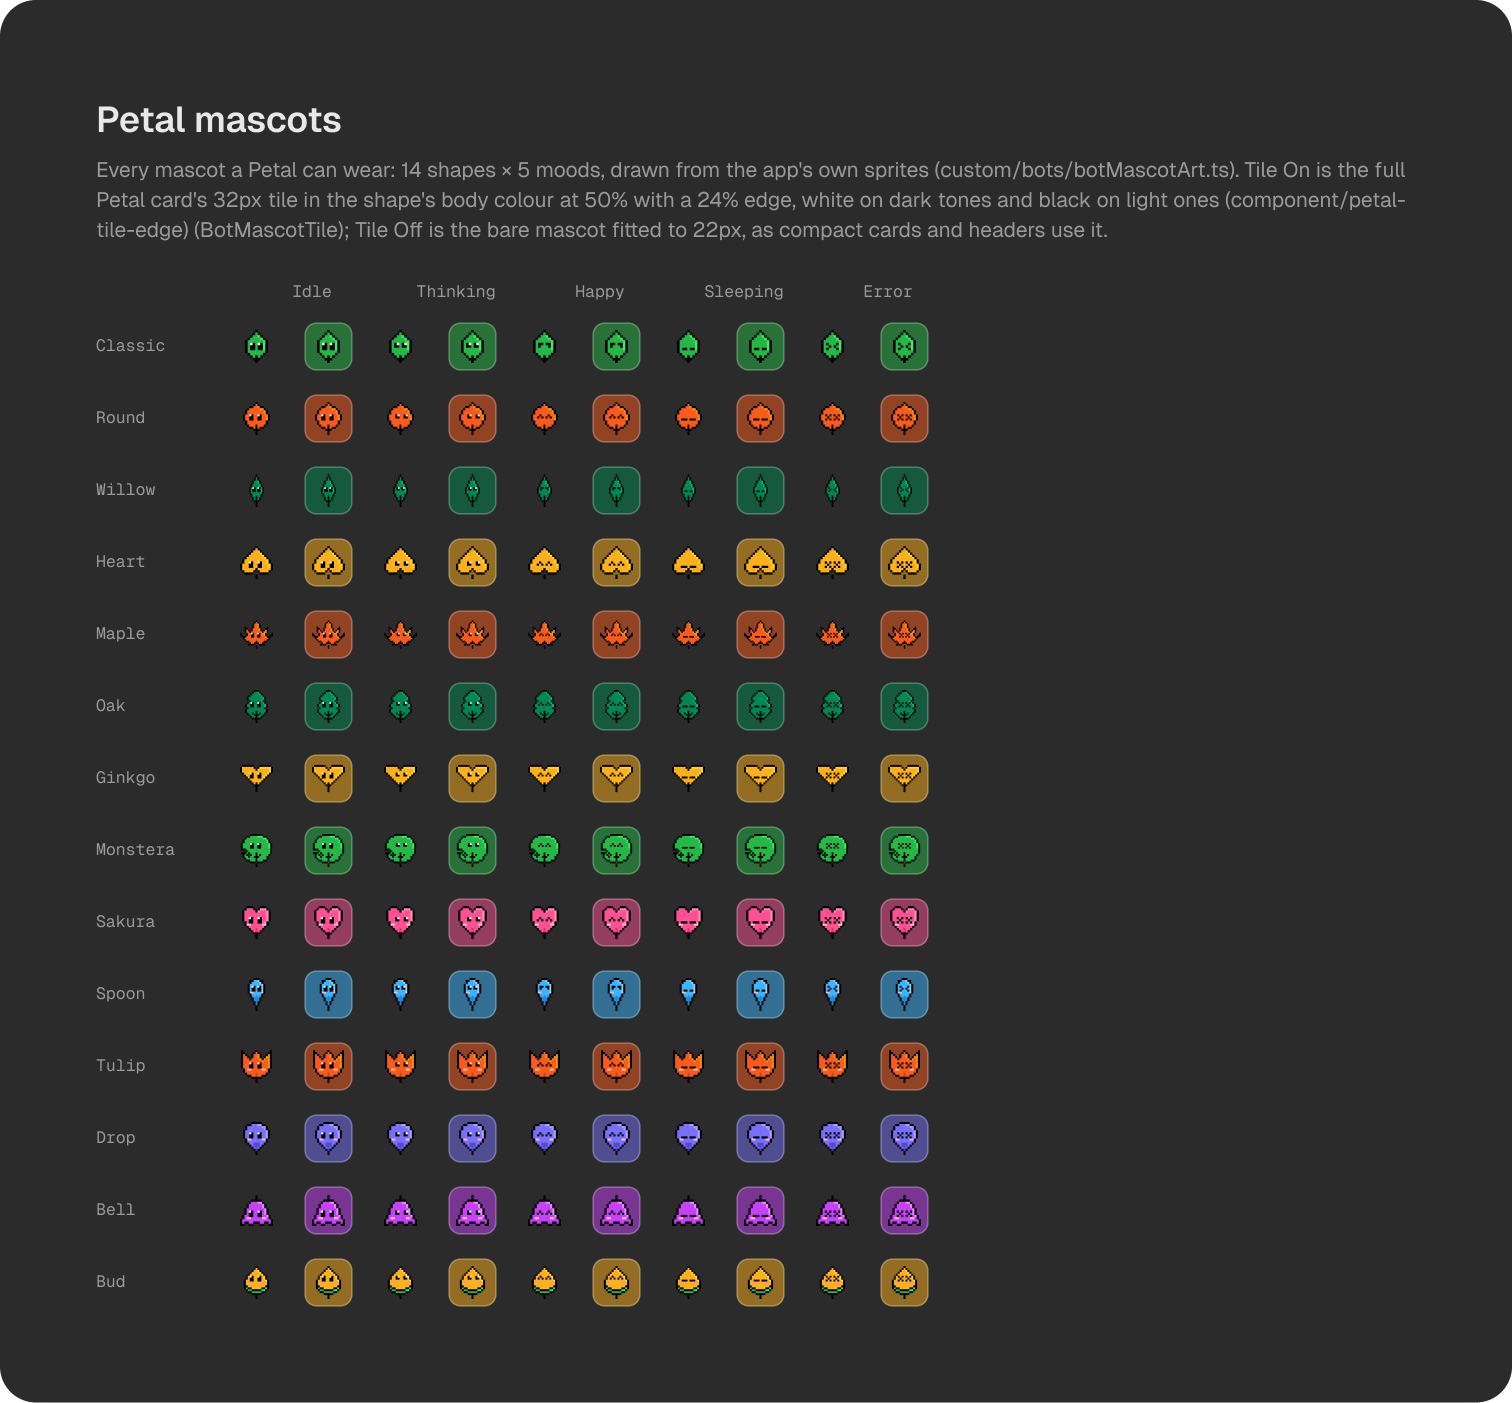 Petal mascots
Every mascot a Petal can wear: 14 shapes × 5 moods, drawn from the app's own sprites (custom/bots/botMascotArt.ts). Tile On is the full
Petal card's 32px tile in the shape's body colour at 50% with a 24% edge, white on dark tones and black on light ones (component/petal-
tile-edge) (BotMascotTile); Tile Off is the bare mascot fitted to 22px, as compact cards and headers use it.
Idle Thinking Happy Sleeping Error
Classic
Round
Willow
Heart
Maple
Oak
Ginkgo
Monstera
Sakura
Spoon
Tulip
Drop
Bell
Bud